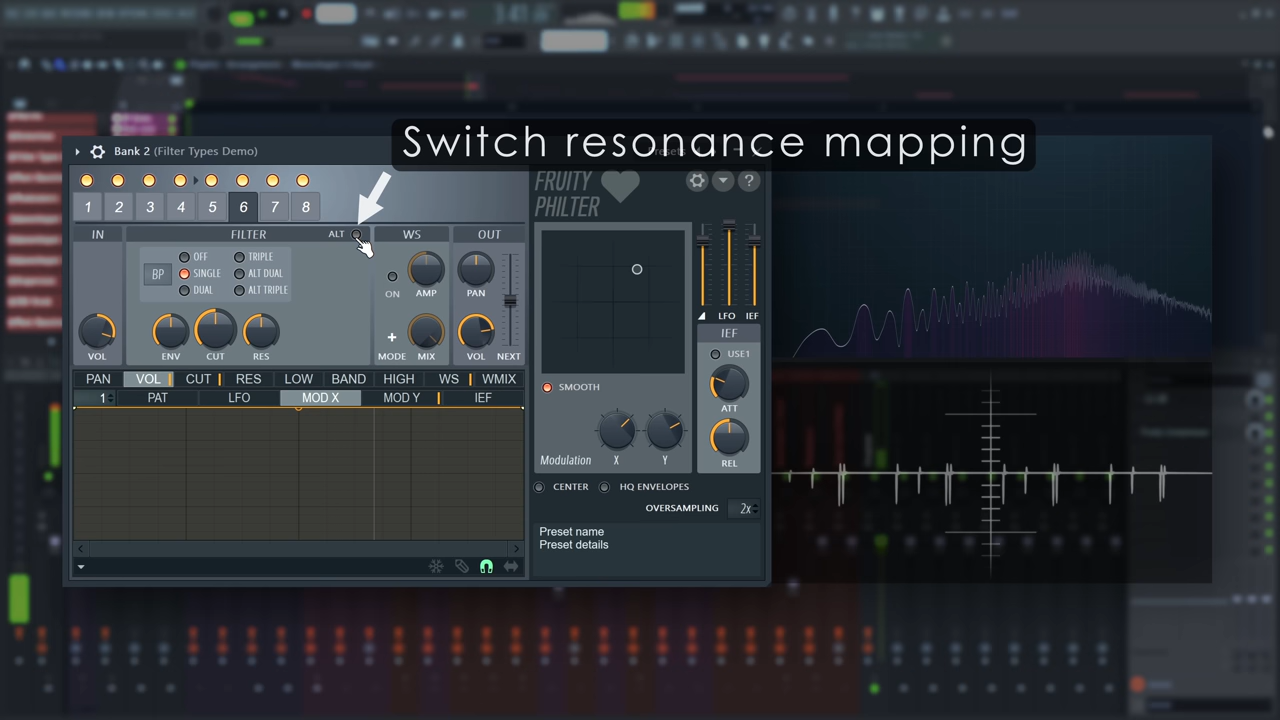 Switch resonance mapping
Bank 2 (Filter Types Demo)
1 2 3 4 5 6 7 8
FRUITY
PHILTER
?
IN FILTER ALT WS OUT
OFF TRIPLE
BP SINGLE ALT DUAL
DUAL ALT TRIPLE
ON AMP PAN
VOL ENV CUT RES MODE MIX VOL NEXT
LFO IEF
IEF
USE1
ATT
REL
SMOOTH
Modulation X Y
PAN VOL CUT RES LOW BAND HIGH WS WMIX
1 PAT LFO MOD X MOD Y IEF
CENTER HQ ENVELOPES
OVERSAMPLING 2x
Preset name
Preset details